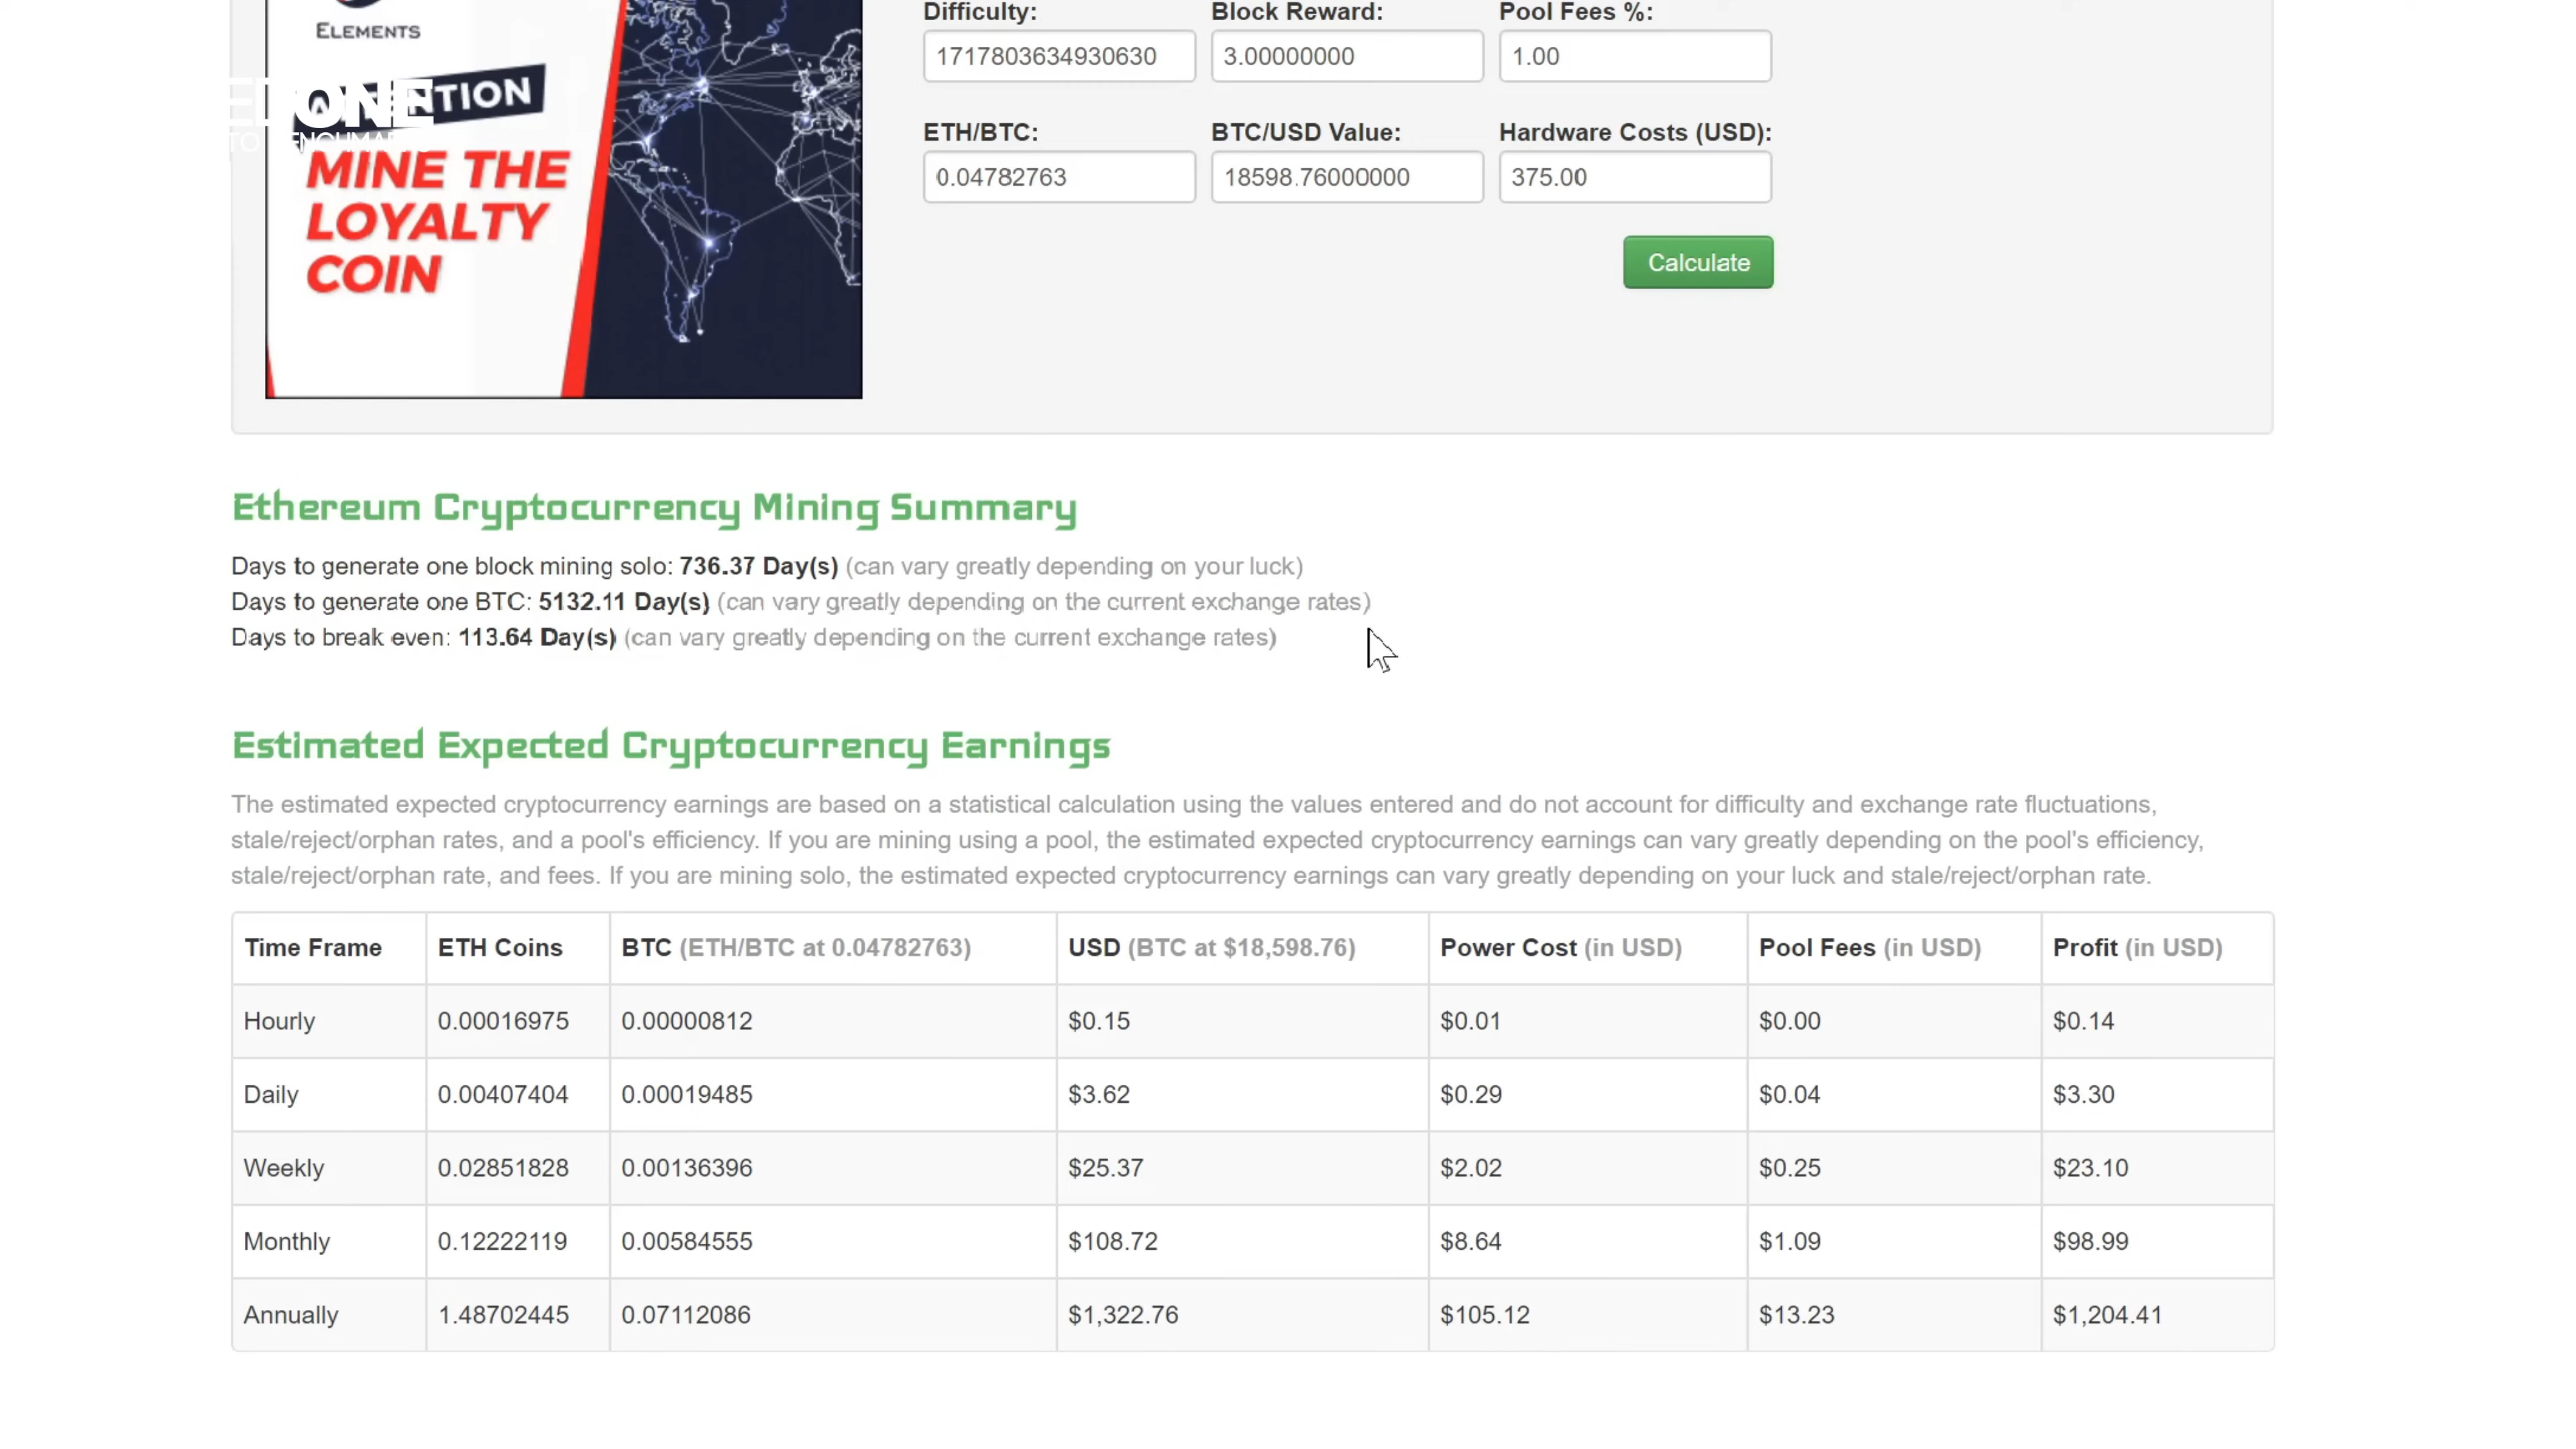 ELEMENTS
ONE
NTION
MINE THE
LOYALTY
COIN
Difficulty: Block Reward: Pool Fees %:
1717803634930630 3.00000000 1.00
ETH/BTC: BTC/USD Value: Hardware Costs (USD):
0.04782763 18598.76000000 375.00
Calculate
Ethereum Cryptocurrency Mining Summary
Days to generate one block mining solo: 736.37 Day(s) (can vary greatly depending on your luck)
Days to generate one BTC: 5132.11 Day(s) (can vary greatly depending on the current exchange rates)
Days to break even: 113.64 Day(s) (can vary greatly depending on the current exchange rates)
Estimated Expected Cryptocurrency Earnings
The estimated expected cryptocurrency earnings are based on a statistical calculation using the values entered and do not account for difficulty and exchange rate fluctuations,
stale/reject/orphan rates, and a pool's efficiency. If you are mining using a pool, the estimated expected cryptocurrency earnings can vary greatly depending on the pool's efficiency,
stale/reject/orphan rate, and fees. If you are mining solo, the estimated expected cryptocurrency earnings can vary greatly depending on your luck and stale/reject/orphan rate.
Time Frame ETH Coins BTC (ETH/BTC at 0.04782763) USD (BTC at $18,598.76) Power Cost (in USD) Pool Fees (in USD) Profit (in USD)
Hourly 0.00016975 0.00000812 $0.15 $0.01 $0.00 $0.14
Daily 0.00407404 0.00019485 $3.62 $0.29 $0.04 $3.30
Weekly 0.02851828 0.00136396 $25.37 $2.02 $0.25 $23.10
Monthly 0.12222119 0.00584555 $108.72 $8.64 $1.09 $98.99
Annually 1.48702445 0.07112086 $1,322.76 $105.12 $13.23 $1,204.41